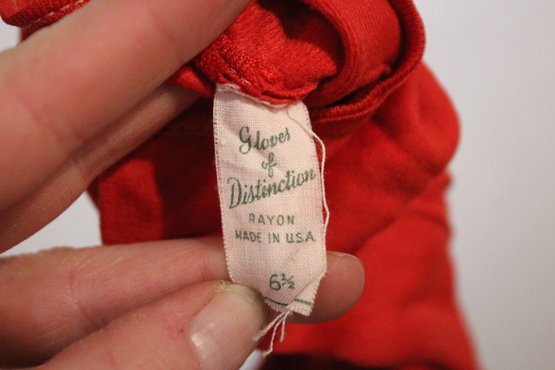 Gloves
of
Distinction
RAYON
MADE IN U.S.A.
6½